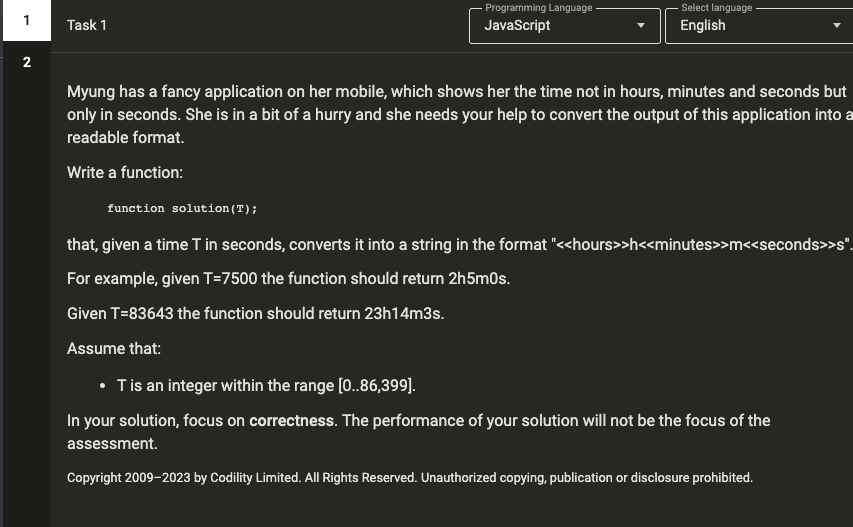 1
Task 1
Programming Language
JavaScript
Select language
English
2
Myung has a fancy application on her mobile, which shows her the time not in hours, minutes and seconds but
only in seconds. She is in a bit of a hurry and she needs your help to convert the output of this application into a
readable format.
Write a function:
function solution(T);
that, given a time T in seconds, converts it into a string in the format "<<hours>>h<<minutes>>m<<seconds>>s".
For example, given T=7500 the function should return 2h5m0s.
Given T=83643 the function should return 23h14m3s.
Assume that:
• T is an integer within the range [0..86,399].
In your solution, focus on correctness. The performance of your solution will not be the focus of the
assessment.
Copyright 2009–2023 by Codility Limited. All Rights Reserved. Unauthorized copying, publication or disclosure prohibited.